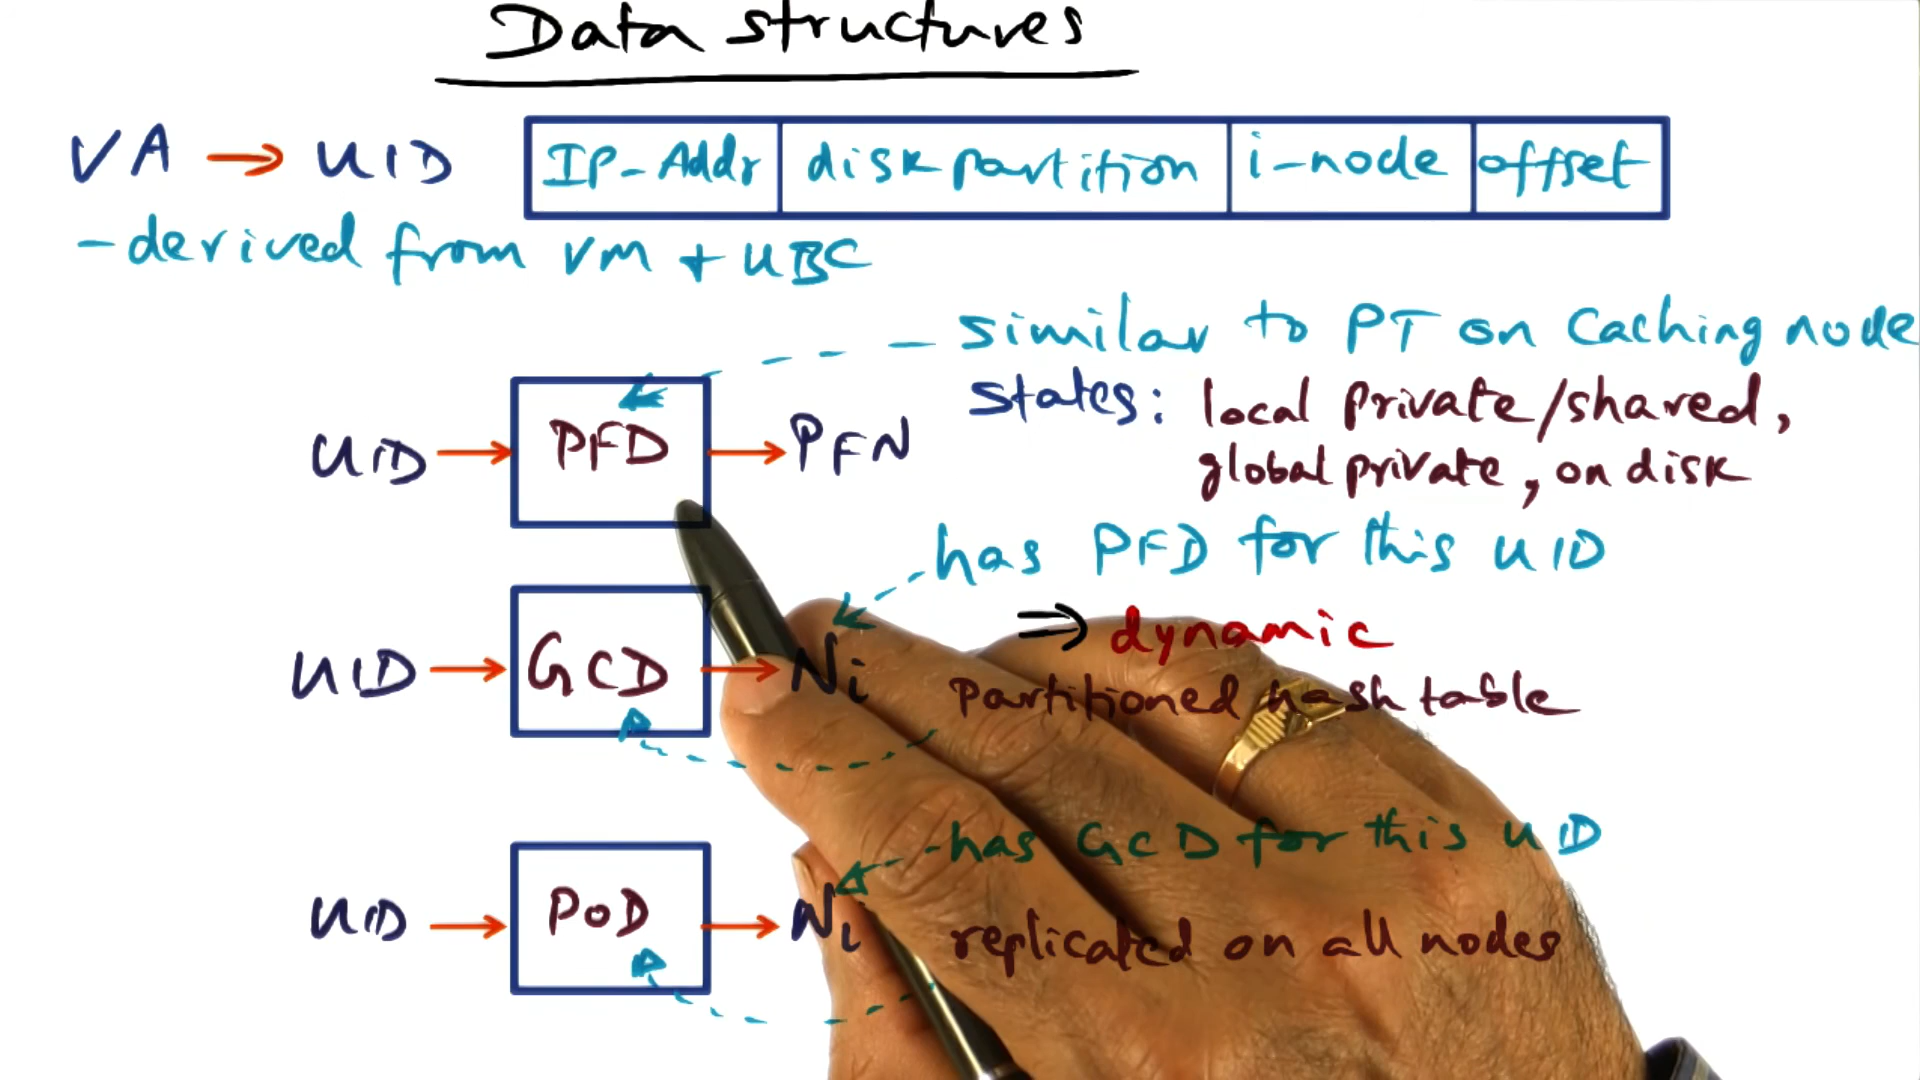 Data structures
VA → UID IP-Addr disk partition i-node offset
- derived from VM + UBC
similar to PT on Caching node
States: local private/shared,
UID → PFD → PFN
global private, on disk
has PFD for this UID
⇒ dynamic
UID → GCD → Ni
Partitioned hash table
has GCD for this UID
UID → POD → Ni
replicated on all nodes